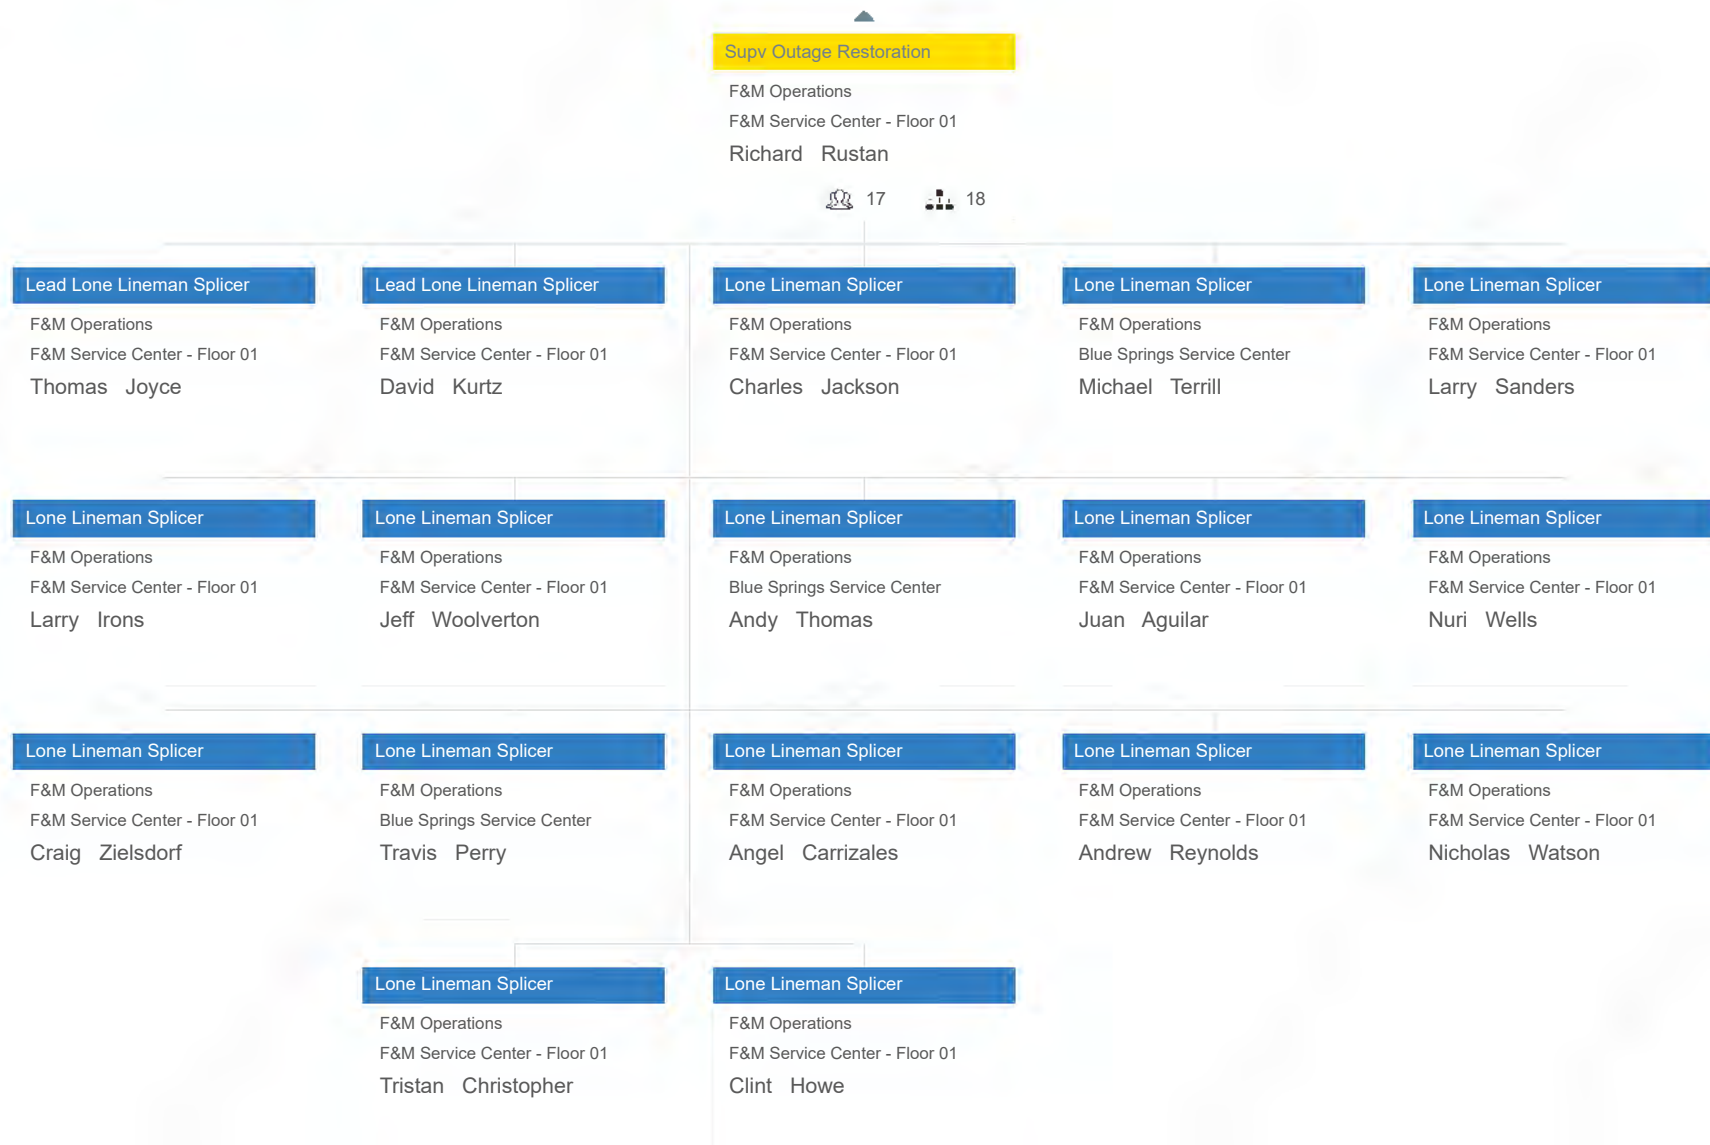 Supv Outage Restoration
F&M Operations
F&M Service Center - Floor 01
Richard Rustan
17 18
Lead Lone Lineman Splicer
F&M Operations
F&M Service Center - Floor 01
Thomas Joyce
Lead Lone Lineman Splicer
F&M Operations
F&M Service Center - Floor 01
David Kurtz
Lone Lineman Splicer
F&M Operations
F&M Service Center - Floor 01
Charles Jackson
Lone Lineman Splicer
F&M Operations
Blue Springs Service Center
Michael Terrill
Lone Lineman Splicer
F&M Operations
F&M Service Center - Floor 01
Larry Sanders
Lone Lineman Splicer
F&M Operations
F&M Service Center - Floor 01
Larry Irons
Lone Lineman Splicer
F&M Operations
F&M Service Center - Floor 01
Jeff Woolverton
Lone Lineman Splicer
F&M Operations
Blue Springs Service Center
Andy Thomas
Lone Lineman Splicer
F&M Operations
F&M Service Center - Floor 01
Juan Aguilar
Lone Lineman Splicer
F&M Operations
F&M Service Center - Floor 01
Nuri Wells
Lone Lineman Splicer
F&M Operations
F&M Service Center - Floor 01
Craig Zielsdorf
Lone Lineman Splicer
F&M Operations
Blue Springs Service Center
Travis Perry
Lone Lineman Splicer
F&M Operations
F&M Service Center - Floor 01
Angel Carrizales
Lone Lineman Splicer
F&M Operations
F&M Service Center - Floor 01
Andrew Reynolds
Lone Lineman Splicer
F&M Operations
F&M Service Center - Floor 01
Nicholas Watson
Lone Lineman Splicer
F&M Operations
F&M Service Center - Floor 01
Tristan Christopher
Lone Lineman Splicer
F&M Operations
F&M Service Center - Floor 01
Clint Howe